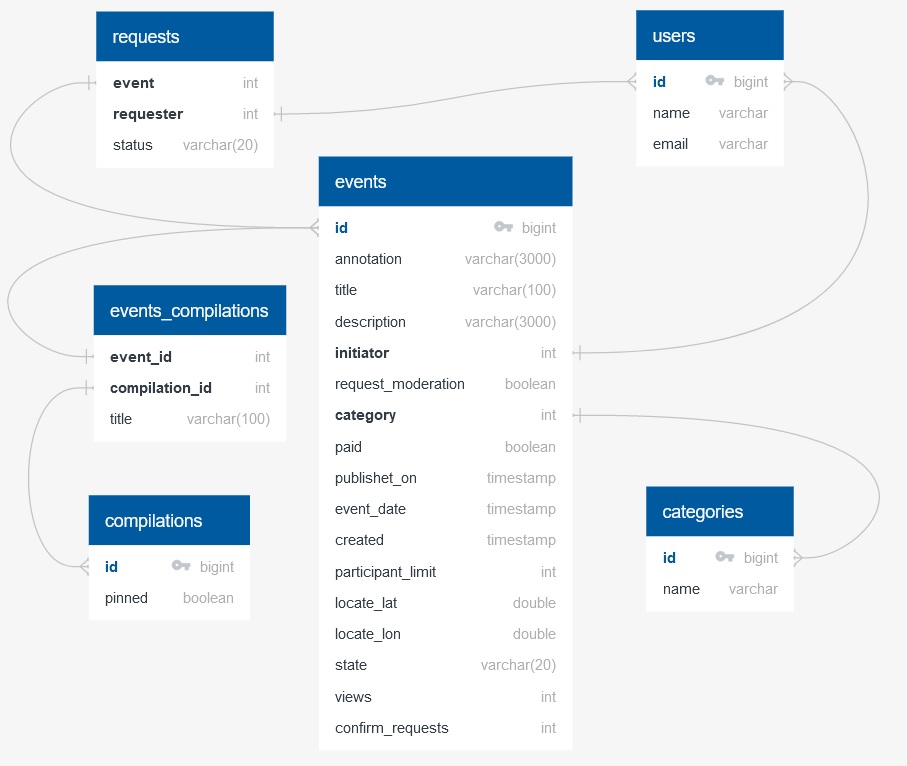 requests
event int
requester int
status varchar(20)
users
id bigint
name varchar
email varchar
events
id bigint
annotation varchar(3000)
title varchar(100)
description varchar(3000)
initiator int
request_moderation boolean
category int
paid boolean
publishet_on timestamp
event_date timestamp
created timestamp
participant_limit int
locate_lat double
locate_lon double
state varchar(20)
views int
confirm_requests int
events_compilations
event_id int
compilation_id int
title varchar(100)
compilations
id bigint
pinned boolean
categories
id bigint
name varchar